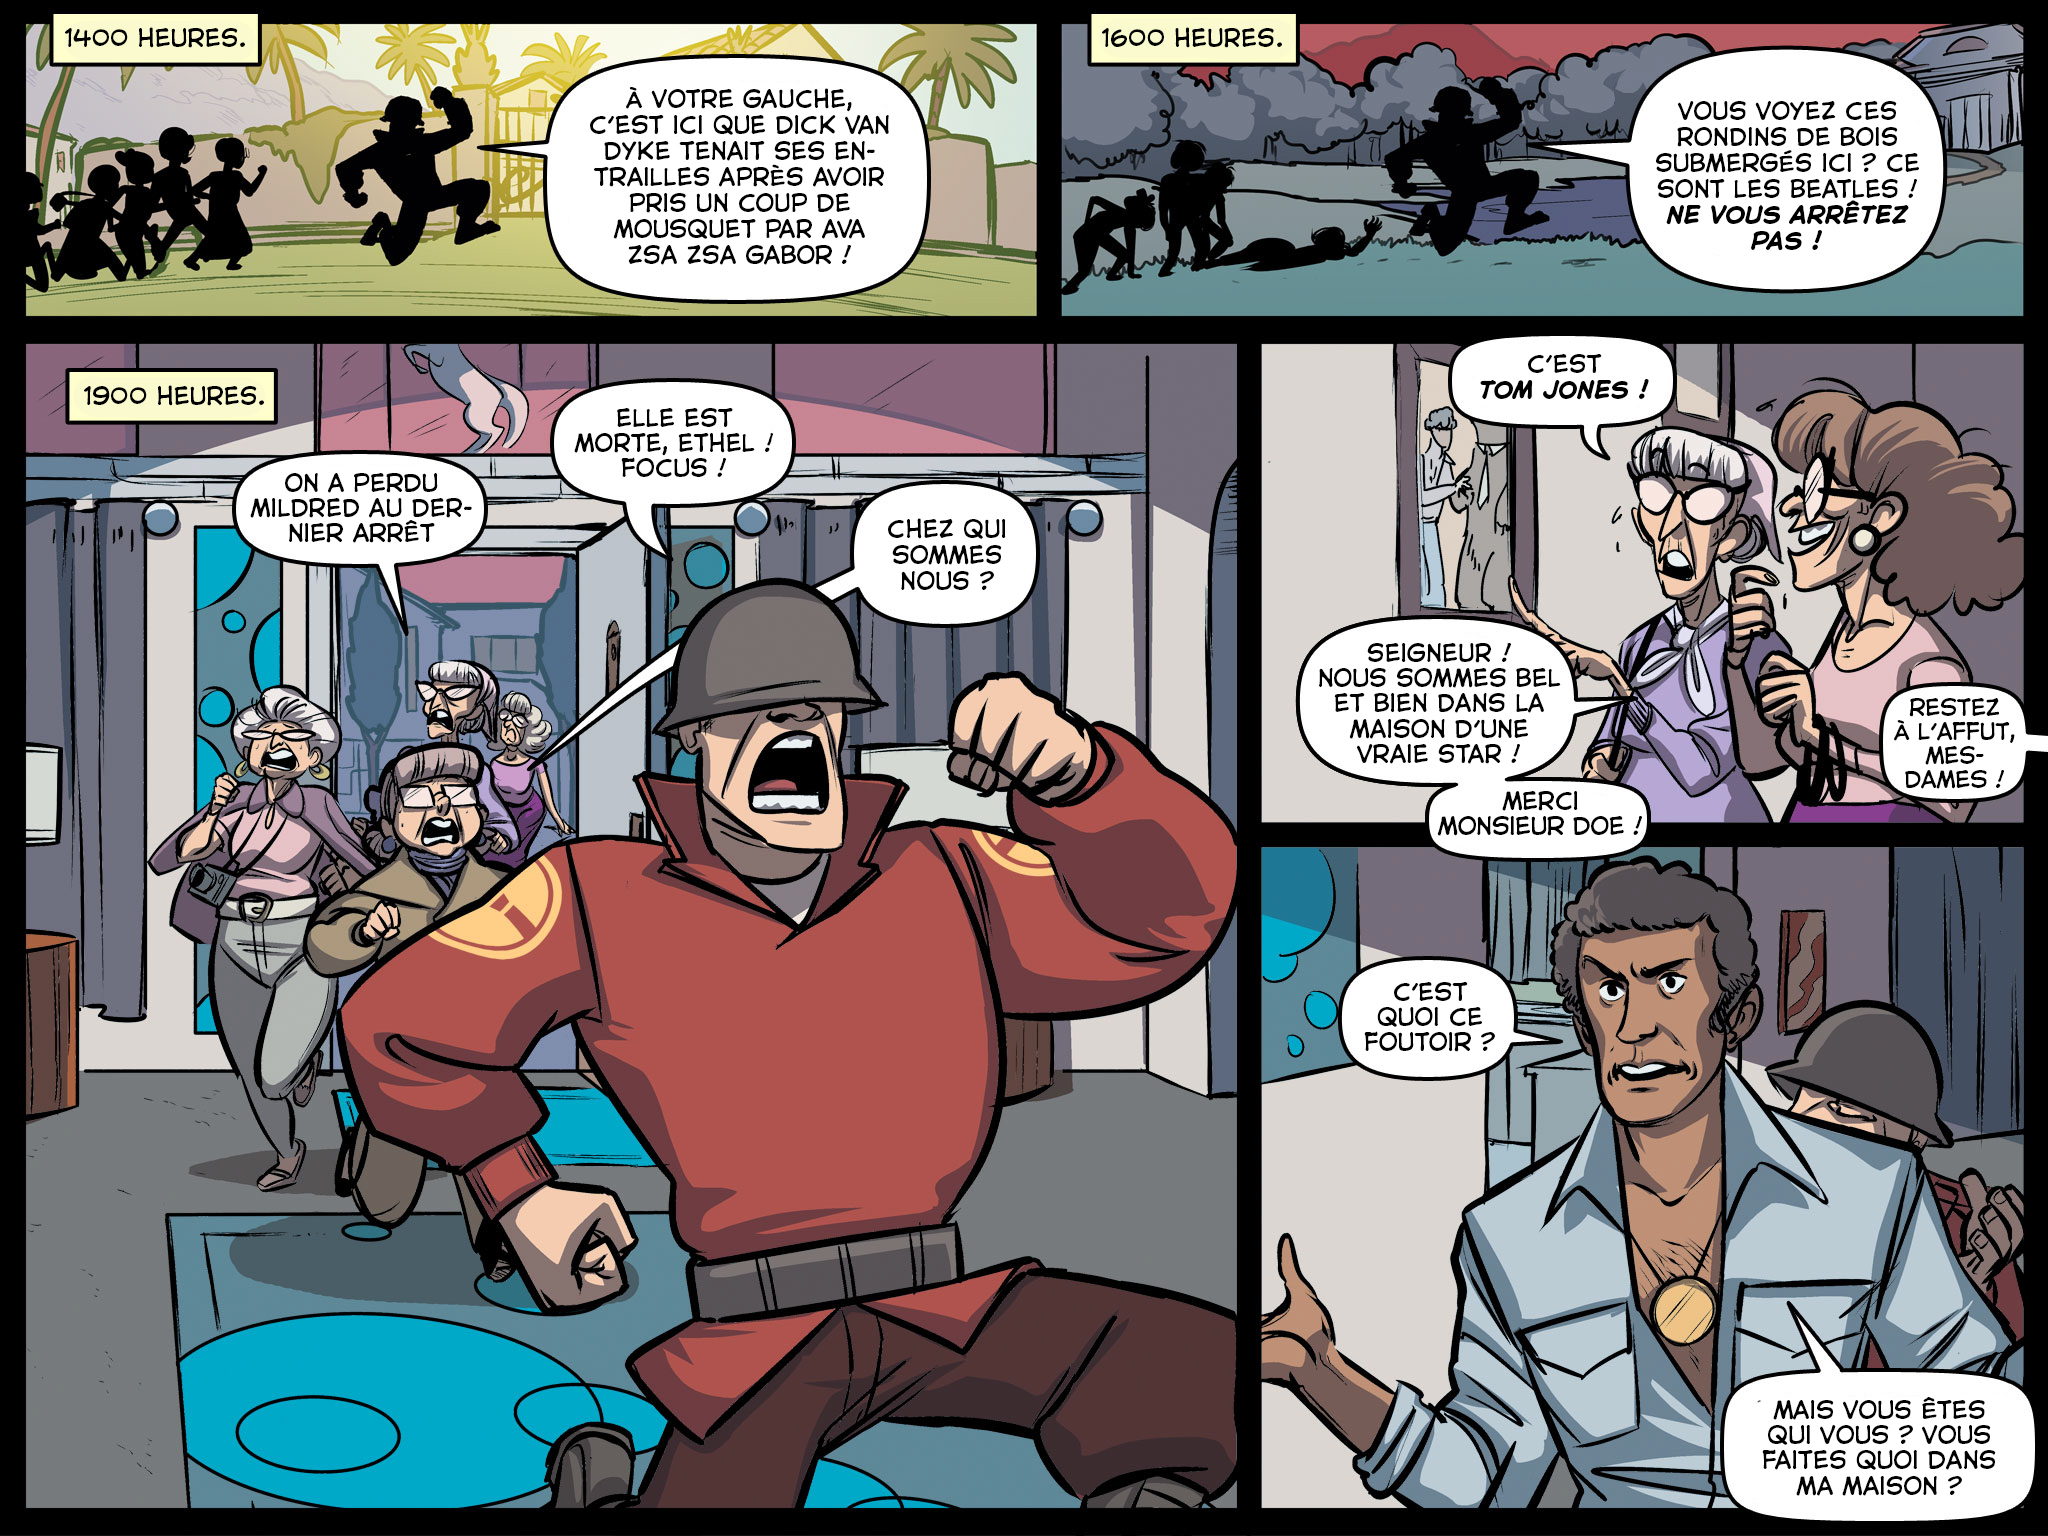 1400 HEURES.
À VOTRE GAUCHE,
C'EST ICI QUE DICK VAN
DYKE TENAIT SES EN-
TRAILLES APRÈS AVOIR
PRIS UN COUP DE
MOUSQUET PAR AVA
ZSA ZSA GABOR !
1600 HEURES.
VOUS VOYEZ CES
RONDINS DE BOIS
SUBMERGÉS ICI ? CE
SONT LES BEATLES !
NE VOUS ARRÊTEZ
PAS !
1900 HEURES.
ON A PERDU
MILDRED AU DER-
NIER ARRÊT
ELLE EST
MORTE, ETHEL !
FOCUS !
CHEZ QUI
SOMMES
NOUS ?
C'EST
TOM JONES !
SEIGNEUR !
NOUS SOMMES BEL
ET BIEN DANS LA
MAISON D'UNE
VRAIE STAR !
MERCI
MONSIEUR DOE !
RESTEZ
À L'AFFUT,
MES-
DAMES !
C'EST
QUOI CE
FOUTOIR ?
MAIS VOUS ÊTES
QUI VOUS ? VOUS
FAITES QUOI DANS
MA MAISON ?